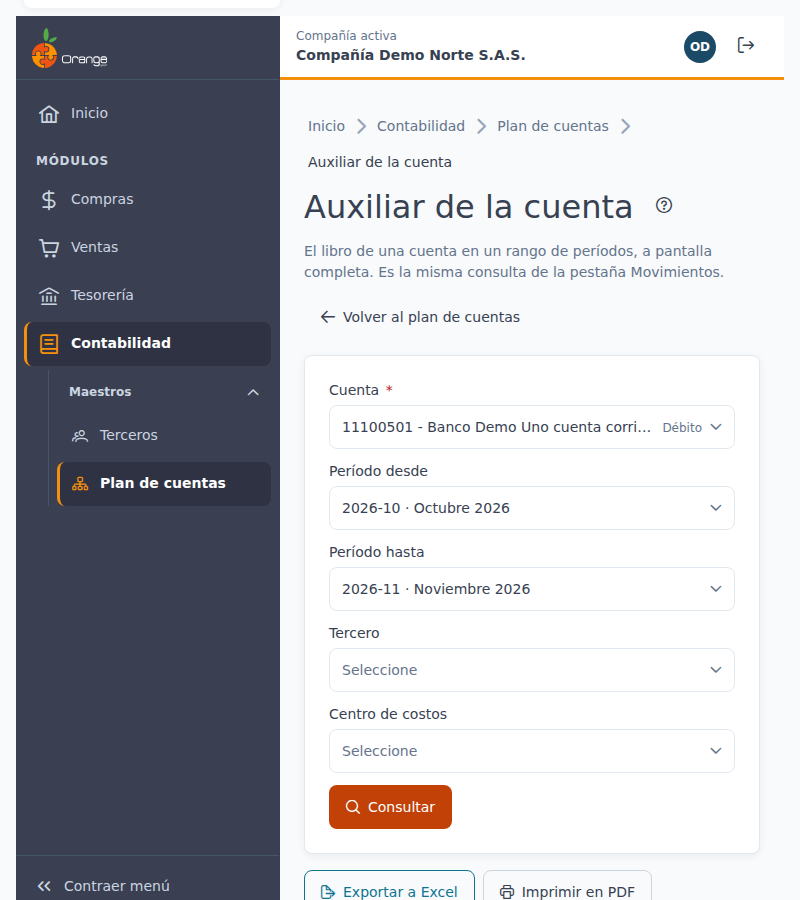 Orange
Inicio
MÓDULOS
Compras
Ventas
Tesorería
Contabilidad
Maestros
Terceros
Plan de cuentas
Contraer menú
Compañía activa
Compañía Demo Norte S.A.S.
OD
Inicio
Contabilidad
Plan de cuentas
Auxiliar de la cuenta
Auxiliar de la cuenta
El libro de una cuenta en un rango de períodos, a pantalla
completa. Es la misma consulta de la pestaña Movimientos.
Volver al plan de cuentas
Cuenta *
11100501 - Banco Demo Uno cuenta corri... Débito
Período desde
2026-10 · Octubre 2026
Período hasta
2026-11 · Noviembre 2026
Tercero
Seleccione
Centro de costos
Seleccione
Consultar
Exportar a Excel
Imprimir en PDF